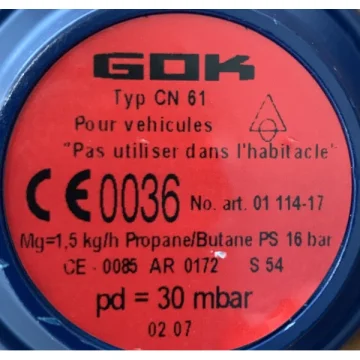 GOK
Typ CN 61
Pour vehicules
"Pas utiliser dans l'habitacle"
CE 0036 No. art. 01 114-17
Mg=1,5 kg/h Propane/Butane PS 16 bar
CE - 0085 AR 0172 S 54
pd = 30 mbar
02 07